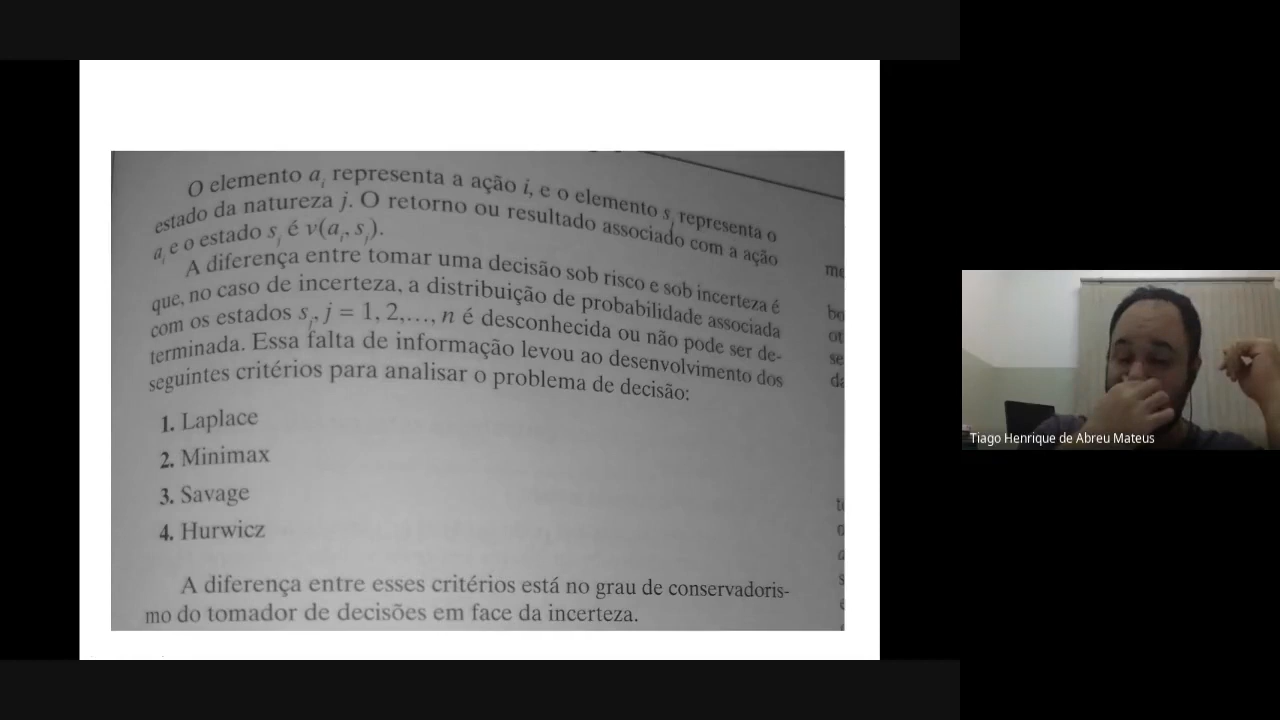 O elemento aᵢ representa a ação i, e o elemento sⱼ representa o
estado da natureza j. O retorno ou resultado associado com a ação
aᵢ e o estado sⱼ é v(aᵢ, sⱼ).
A diferença entre tomar uma decisão sob risco e sob incerteza é
que, no caso de incerteza, a distribuição de probabilidade associada
com os estados sⱼ, j = 1, 2,..., n é desconhecida ou não pode ser de-
terminada. Essa falta de informação levou ao desenvolvimento dos
seguintes critérios para analisar o problema de decisão:
1. Laplace
2. Minimax
3. Savage
4. Hurwicz
A diferença entre esses critérios está no grau de conservadoris-
mo do tomador de decisões em face da incerteza.
Tiago Henrique de Abreu Mateus